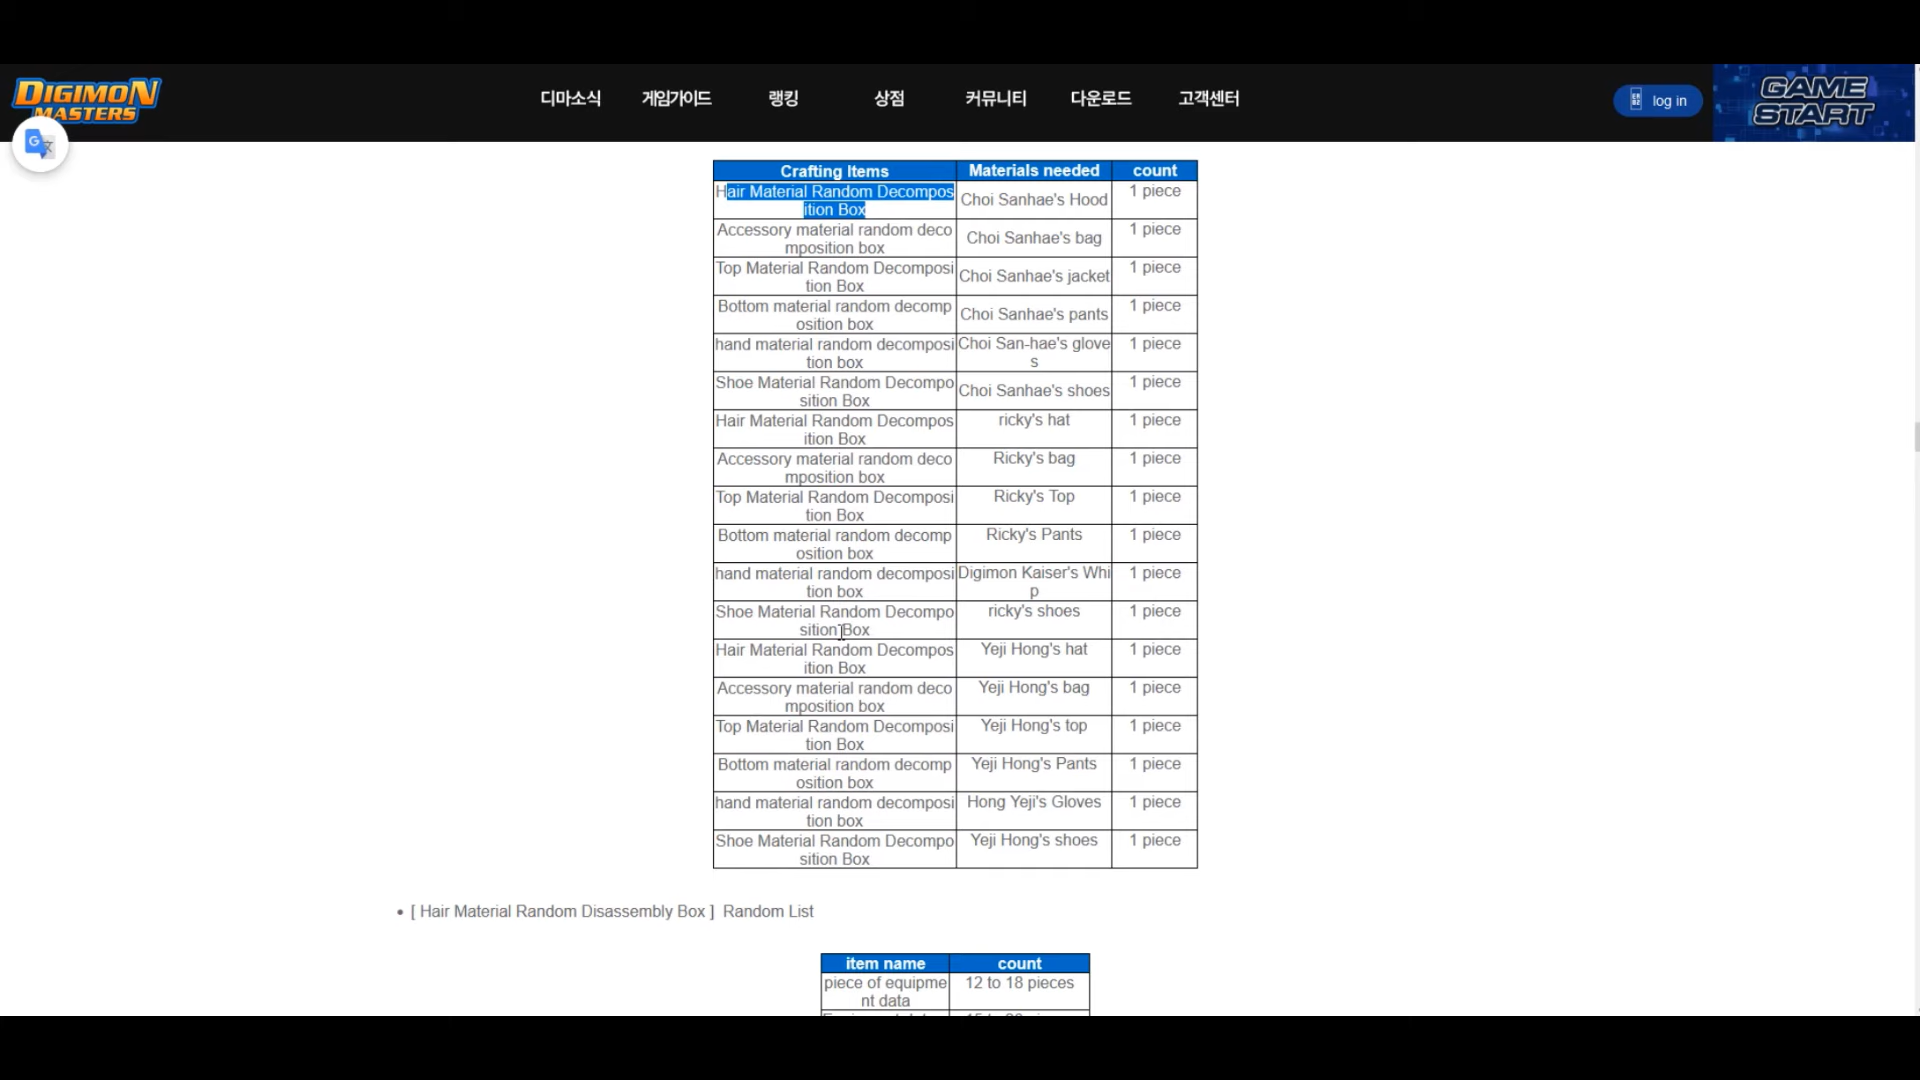 DIGIMON
MASTERS
디마소식 게임가이드 랭킹 상점 커뮤니티 다운로드 고객센터
log in
GAME
START
Crafting Items Materials needed count
Hair Material Random Decompos
ition Box
Choi Sanhae's Hood
1 piece
Accessory material random deco
mposition box
Choi Sanhae's bag
1 piece
Top Material Random Decomposi
tion Box
Choi Sanhae's jacket
1 piece
Bottom material random decomp
osition box
Choi Sanhae's pants
1 piece
hand material random decomposi
tion box
Choi San-hae's glove
s
1 piece
Shoe Material Random Decompo
sition Box
Choi Sanhae's shoes
1 piece
Hair Material Random Decompos
ition Box
ricky's hat
1 piece
Accessory material random deco
mposition box
Ricky's bag
1 piece
Top Material Random Decomposi
tion Box
Ricky's Top
1 piece
Bottom material random decomp
osition box
Ricky's Pants
1 piece
hand material random decomposi
tion box
Digimon Kaiser's Whi
p
1 piece
Shoe Material Random Decompo
sition Box
ricky's shoes
1 piece
Hair Material Random Decompos
ition Box
Yeji Hong's hat
1 piece
Accessory material random deco
mposition box
Yeji Hong's bag
1 piece
Top Material Random Decomposi
tion Box
Yeji Hong's top
1 piece
Bottom material random decomp
osition box
Yeji Hong's Pants
1 piece
hand material random decomposi
tion box
Hong Yeji's Gloves
1 piece
Shoe Material Random Decompo
sition Box
Yeji Hong's shoes
1 piece
• [ Hair Material Random Disassembly Box ] Random List
item name count
piece of equipme
nt data
12 to 18 pieces